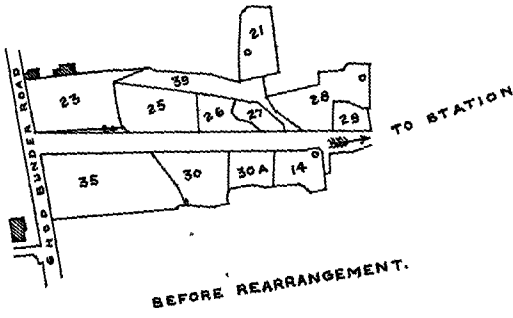 21
39
23
25
26
27
28
29
TO STATION
GHOD BUNDER ROAD
35
30
30A
14
BEFORE REARRANGEMENT.